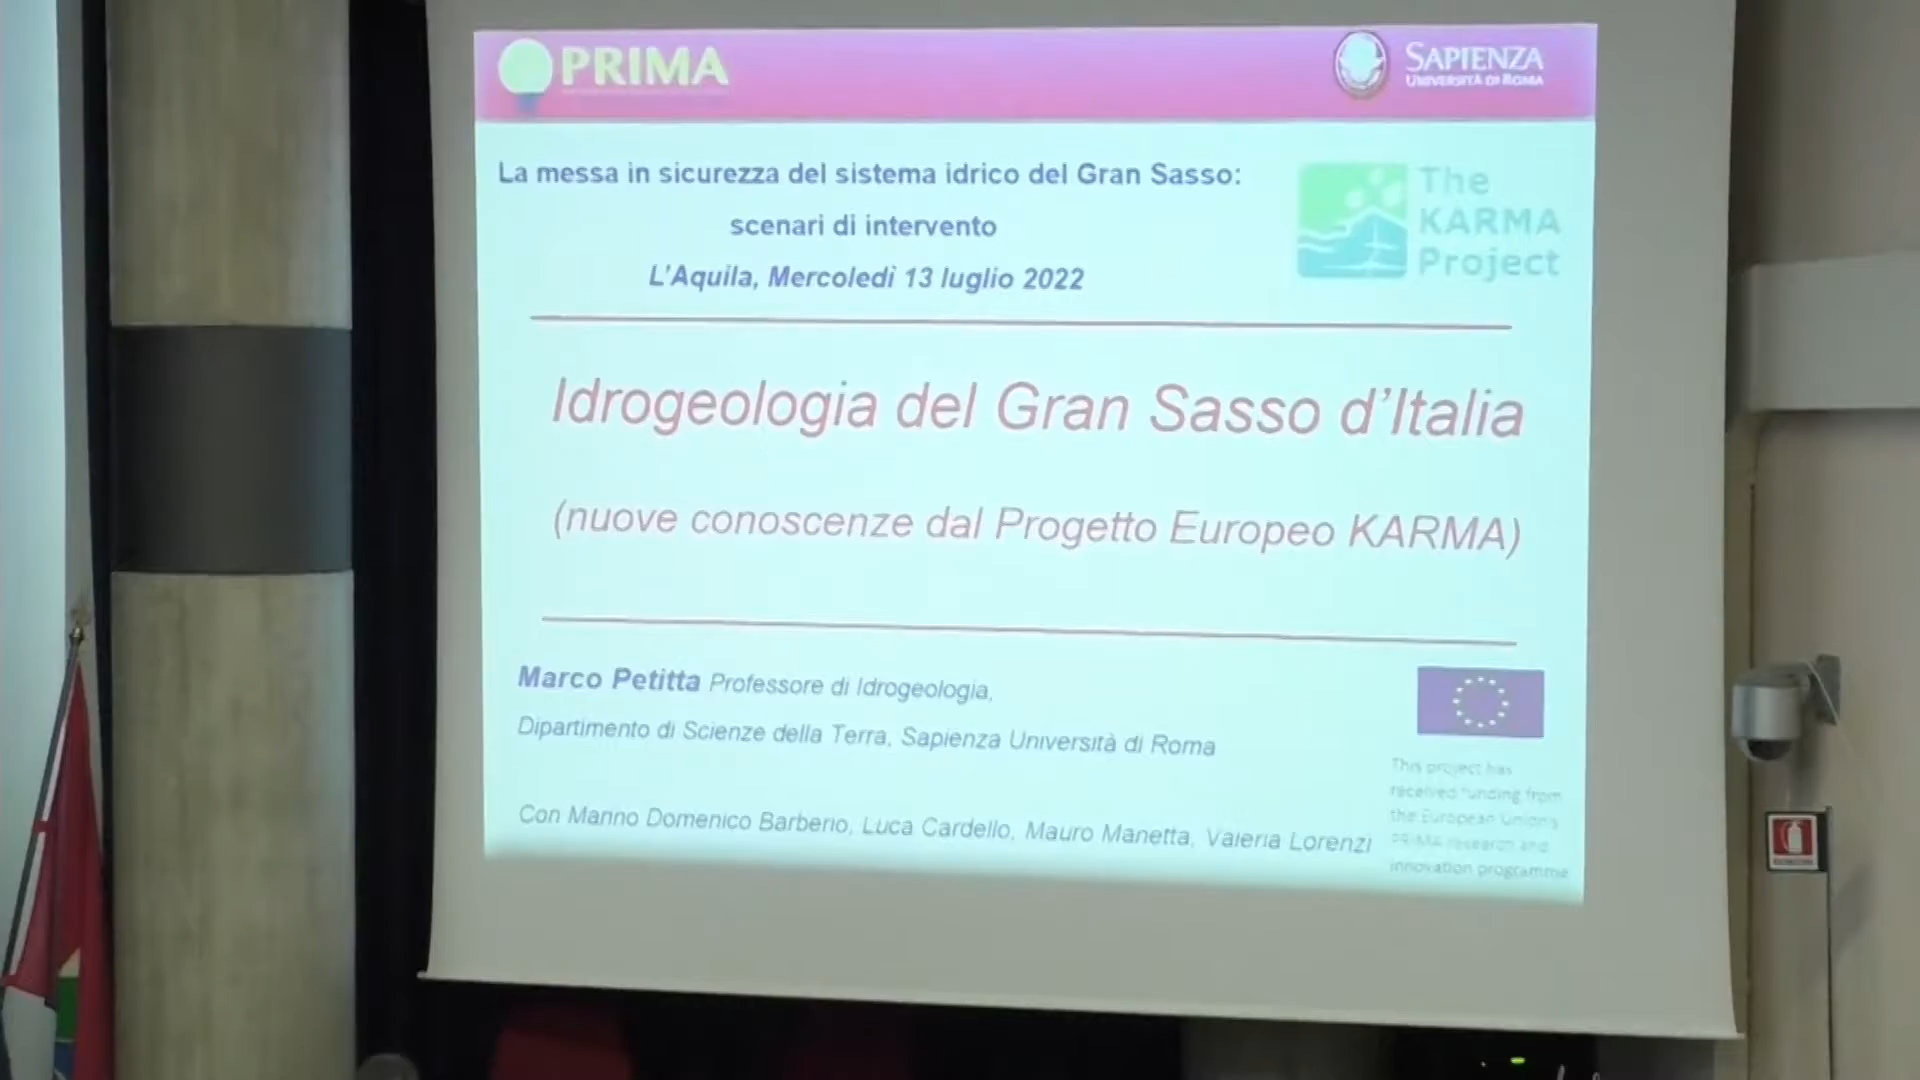 PRIMA
SAPIENZA
UNIVERSITÀ DI ROMA
La messa in sicurezza del sistema idrico del Gran Sasso:
scenari di intervento
L'Aquila, Mercoledì 13 luglio 2022
The
KARMA
Project
Idrogeologia del Gran Sasso d'Italia
(nuove conoscenze dal Progetto Europeo KARMA)
Marco Petitta Professore di Idrogeologia,
Dipartimento di Scienze della Terra, Sapienza Università di Roma
Con Manno Domenico Barberio, Luca Cardello, Mauro Manetta, Valeria Lorenzi
This project has
received funding from
the European Union's
PRIMA research and
innovation programme